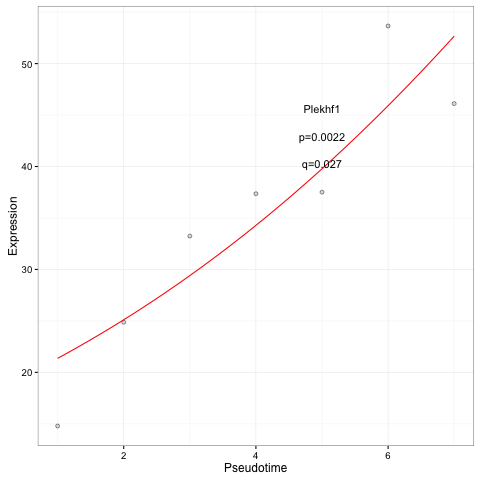 50
40
30
20
Expression
Plekhf1
p=0.0022
q=0.027
2 4 6
Pseudotime